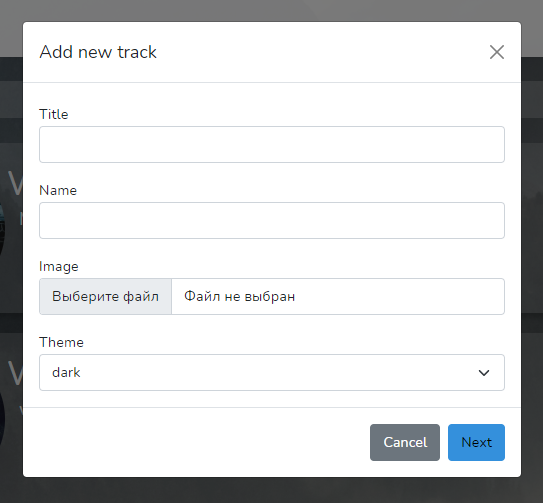 Add new track
Title
Name
Image
Выберите файл Файл не выбран
Theme
dark
Cancel Next